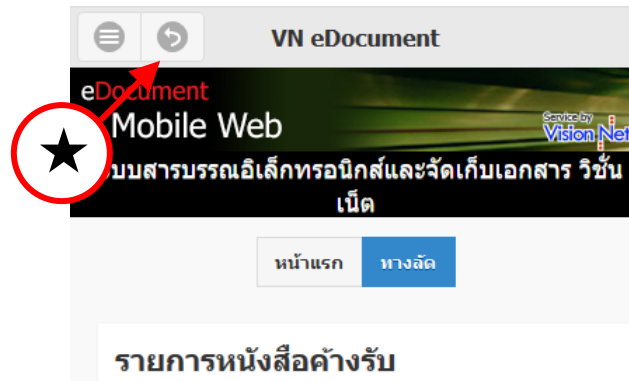 VN eDocument
eDocument
Mobile Web
Service by
Vision Net
ระบบสารบรรณอิเล็กทรอนิกส์และจัดเก็บเอกสาร วิชั่น
เน็ต
หน้าแรก ทางลัด
รายการหนังสือค้างรับ